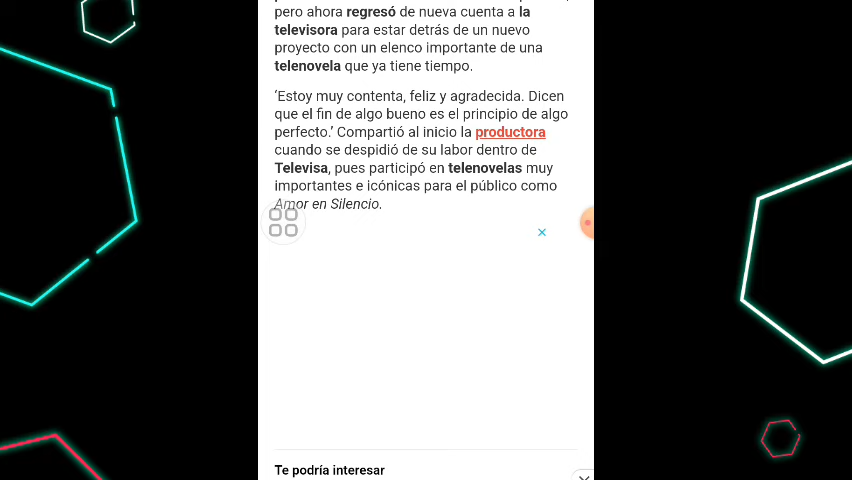 pero ahora regresó de nueva cuenta a la
televisora para estar detrás de un nuevo
proyecto con un elenco importante de una
telenovela que ya tiene tiempo.
‘Estoy muy contenta, feliz y agradecida. Dicen
que el fin de algo bueno es el principio de algo
perfecto.’ Compartió al inicio la productora
cuando se despidió de su labor dentro de
Televisa, pues participó en telenovelas muy
importantes e icónicas para el público como
Amor en Silencio.
Te podría interesar